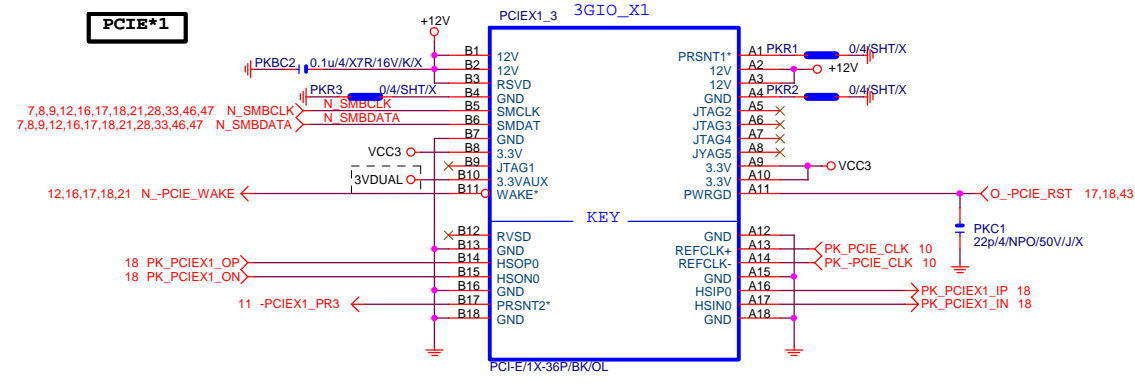 PCIE*1
+12V
PCIEX1_3
3GIO_X1
B1 12V PRSNT1* A1 PKR1 0/4/SHT/X
PKBC2 0.1u/4/X7R/16V/K/X B2 12V 12V A2 +12V
B3 RSVD 12V A3
PKR3 0/4/SHT/X B4 GND GND A4 PKR2 0/4/SHT/X
7,8,9,12,16,17,18,21,28,33,46,47 N_SMBCLK N_SMBCLK B5 SMCLK JTAG2 A5
7,8,9,12,16,17,18,21,28,33,46,47 N_SMBDATA N_SMBDATA B6 SMDAT JTAG3 A6
B7 GND JTAG4 A7
VCC3 B8 3.3V JYAG5 A8
B9 JTAG1 3.3V A9 VCC3
3VDUAL B10 3.3VAUX 3.3V A10
12,16,17,18,21 N_-PCIE_WAKE B11 WAKE* PWRGD A11 O_-PCIE_RST 17,18,43
KEY
PKC1
22p/4/NPO/50V/J/X
B12 RVSD GND A12
B13 GND REFCLK+ A13 PK_PCIE_CLK 10
18 PK_PCIEX1_OP B14 HSOP0 REFCLK- A14 PK_-PCIE_CLK 10
18 PK_PCIEX1_ON B15 HSON0 GND A15
B16 GND HSIP0 A16 PK_PCIEX1_IP 18
11 -PCIEX1_PR3 B17 PRSNT2* HSIN0 A17 PK_PCIEX1_IN 18
B18 GND GND A18
PCI-E/1X-36P/BK/OL